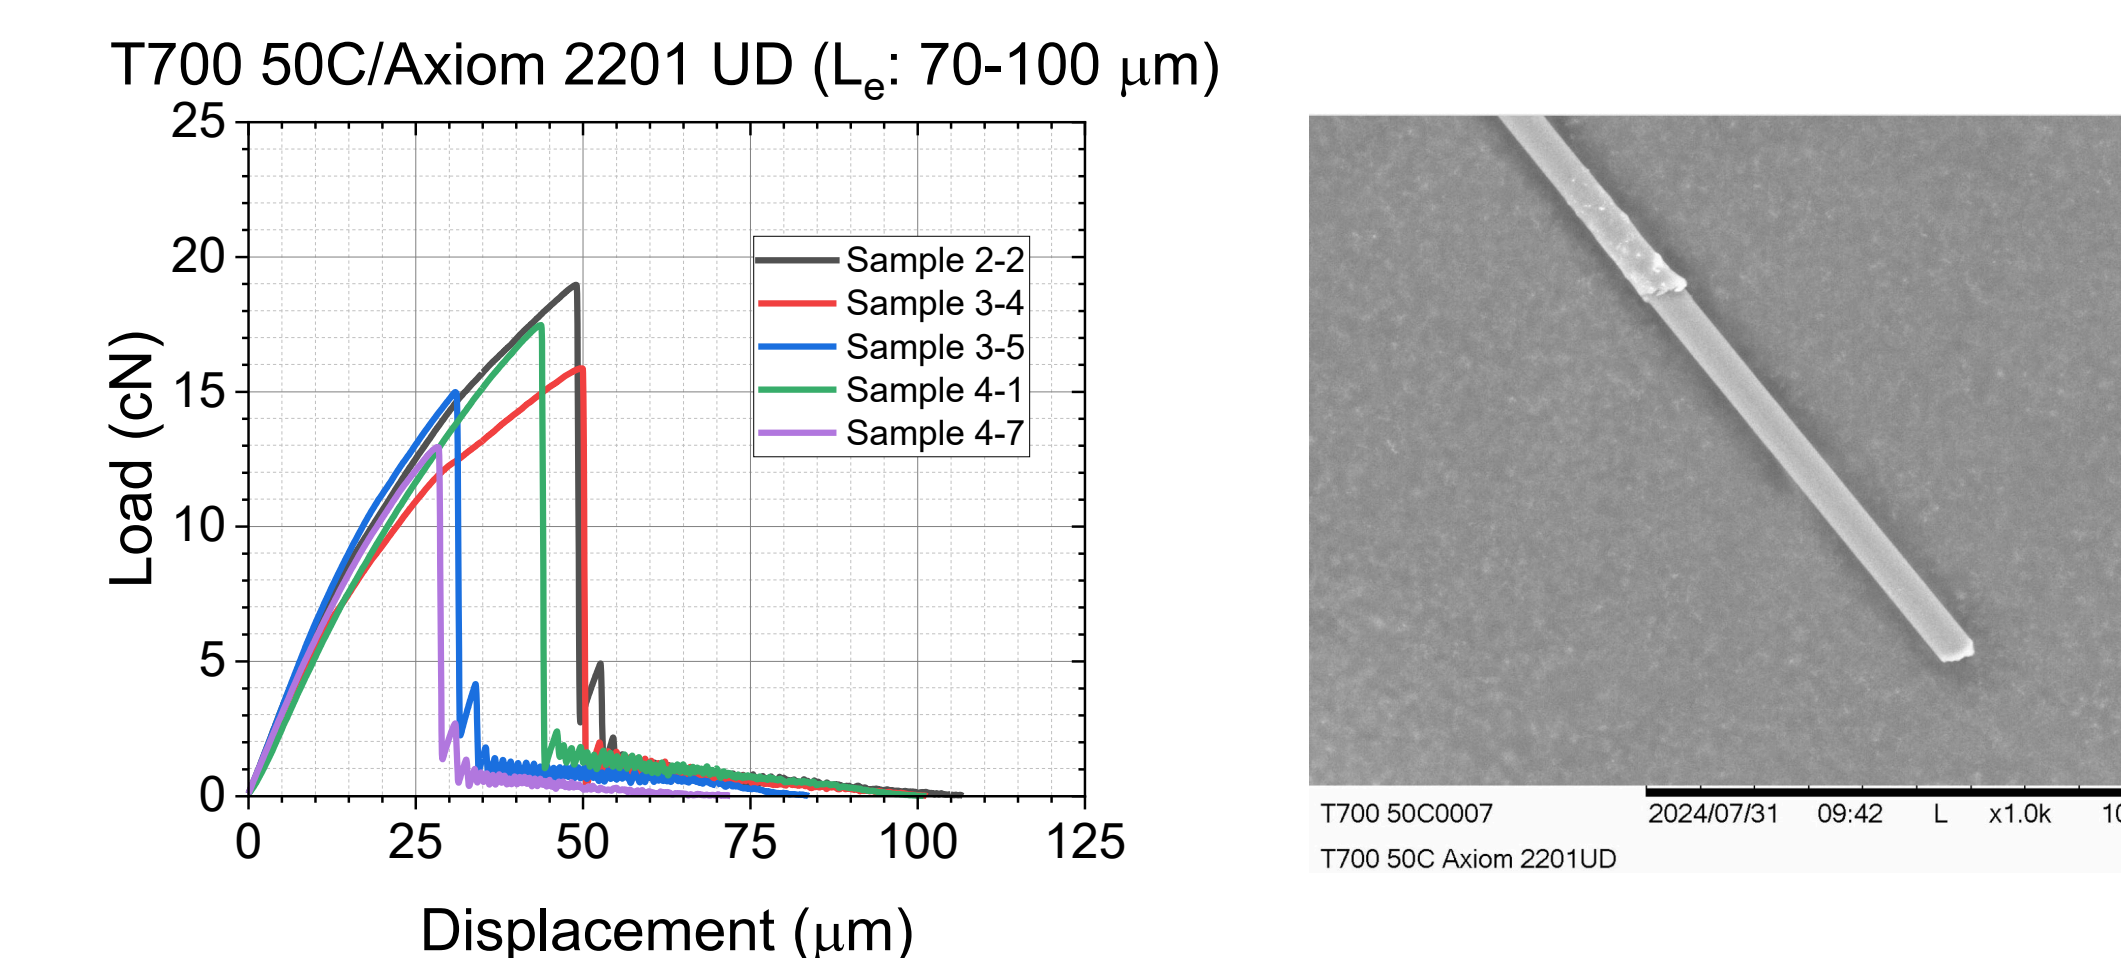 T700 50C/Axiom 2201 UD (Le: 70-100 μm)
25
20
15
10
5
0
Load (cN)
Sample 2-2
Sample 3-4
Sample 3-5
Sample 4-1
Sample 4-7
0 25 50 75 100 125
Displacement (μm)
T700 50C0007 2024/07/31 09:42 L x1.0k
T700 50C Axiom 2201UD